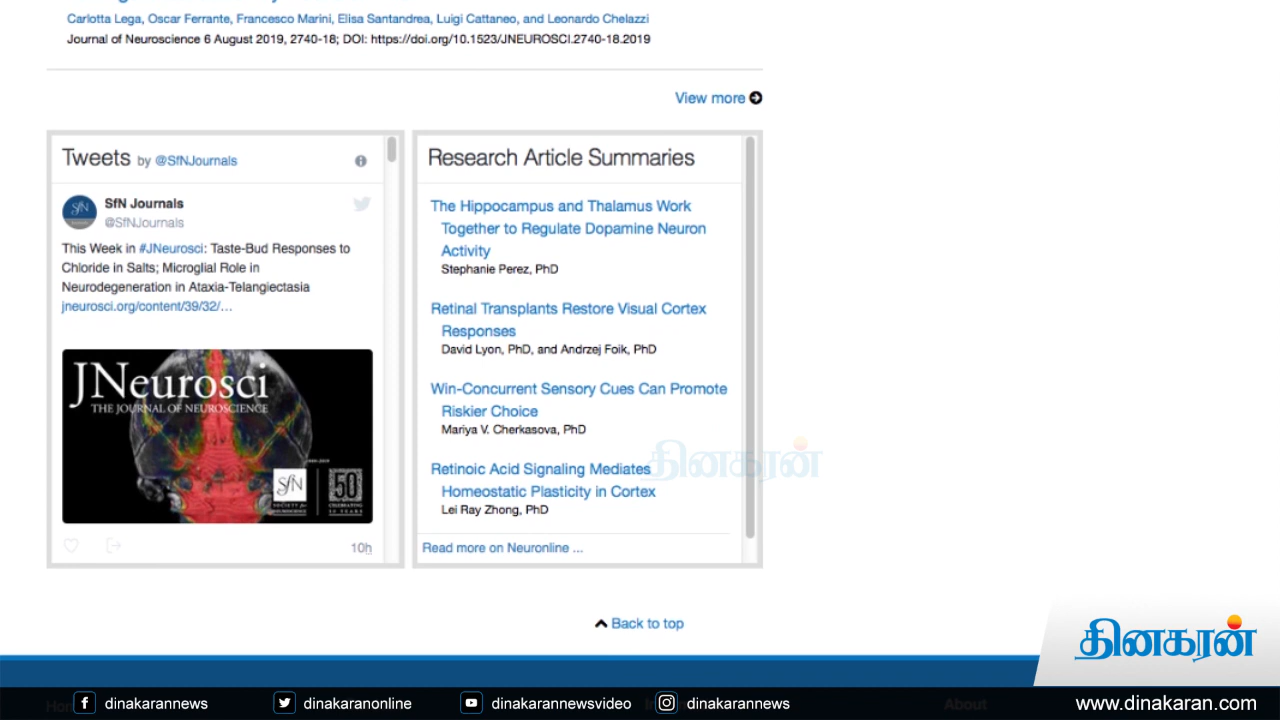 Carlotta Lega, Oscar Ferrante, Francesco Marini, Elisa Santandrea, Luigi Cattaneo, and Leonardo Chelazzi
Journal of Neuroscience 6 August 2019, 2740-18; DOI: https://doi.org/10.1523/JNEUROSCI.2740-18.2019
View more
Tweets by @SfNJournals
SfN Journals
@SfNJournals
This Week in #JNeurosci: Taste-Bud Responses to
Chloride in Salts; Microglial Role in
Neurodegeneration in Ataxia-Telangiectasia
jneurosci.org/content/39/32/…
JNeurosci
THE JOURNAL OF NEUROSCIENCE
SfN
SOCIETY for
NEUROSCIENCE
50
CELEBRATING
50 YEARS
10h
Research Article Summaries
The Hippocampus and Thalamus Work
Together to Regulate Dopamine Neuron
Activity
Stephanie Perez, PhD
Retinal Transplants Restore Visual Cortex
Responses
David Lyon, PhD, and Andrzej Foik, PhD
Win-Concurrent Sensory Cues Can Promote
Riskier Choice
Mariya V. Cherkasova, PhD
Retinoic Acid Signaling Mediates
Homeostatic Plasticity in Cortex
Lei Ray Zhong, PhD
Read more on Neuronline ...
தினகரன்
Back to top
தினகரன்
dinakarannews
dinakaranonline
dinakarannewsvideo
dinakarannews
About
www.dinakaran.com